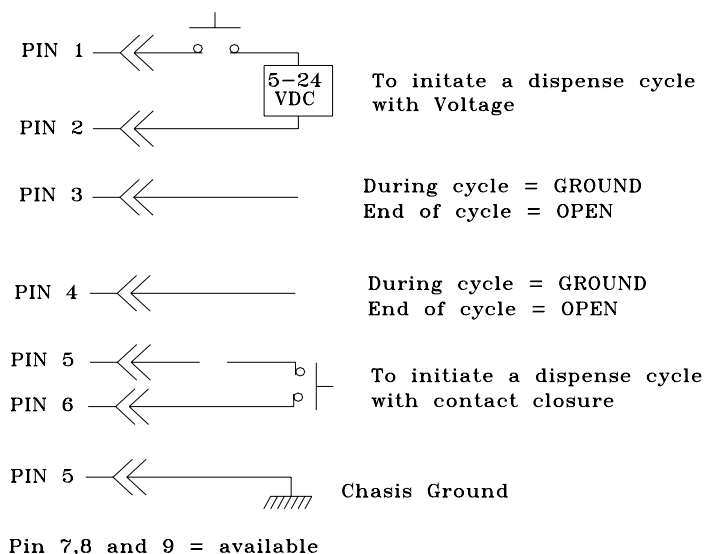 PIN 1
5-24
VDC
To initate a dispense cycle
with Voltage
PIN 2
PIN 3
During cycle = GROUND
End of cycle = OPEN
PIN 4
During cycle = GROUND
End of cycle = OPEN
PIN 5
PIN 6
To initiate a dispense cycle
with contact closure
PIN 5
Chasis Ground
Pin 7,8 and 9 = available